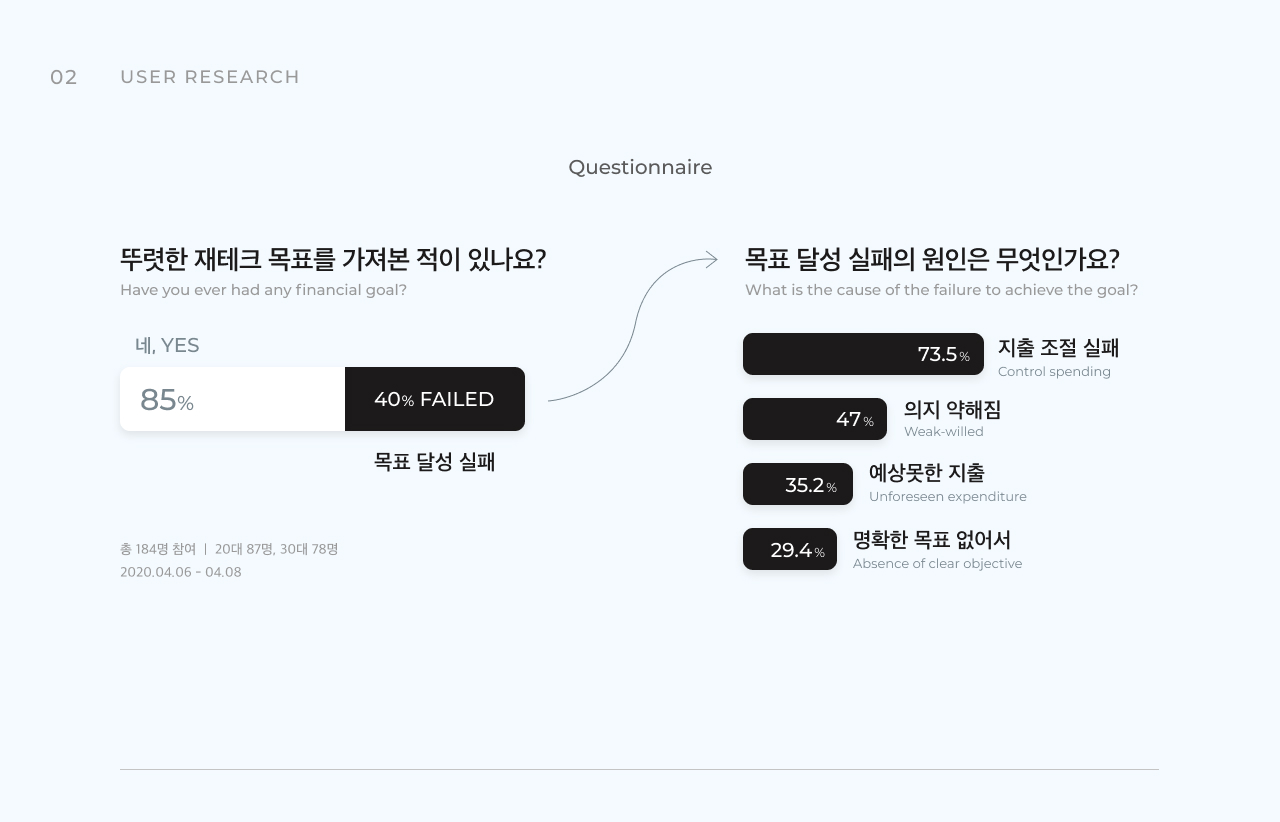 02 USER RESEARCH
Questionnaire
뚜렷한 재테크 목표를 가져본 적이 있나요?
Have you ever had any financial goal?
네, YES
85%
40% FAILED
목표 달성 실패
총 184명 참여 | 20대 87명, 30대 78명
2020.04.06 - 04.08
목표 달성 실패의 원인은 무엇인가요?
What is the cause of the failure to achieve the goal?
73.5%
지출 조절 실패
Control spending
47%
의지 약해짐
Weak-willed
35.2%
예상못한 지출
Unforeseen expenditure
29.4%
명확한 목표 없어서
Absence of clear objective